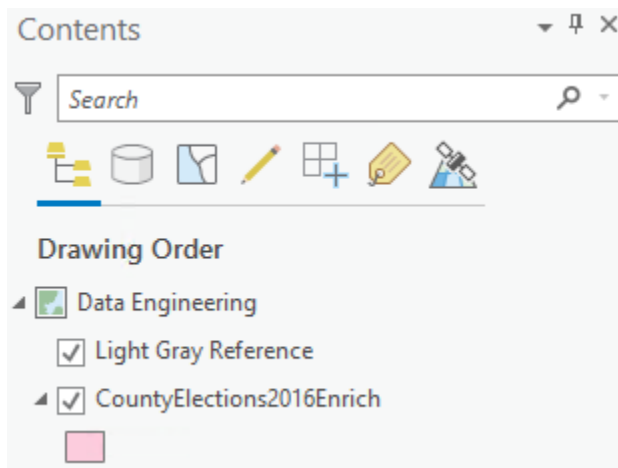 Contents
Search
Drawing Order
Data Engineering
Light Gray Reference
CountyElections2016Enrich